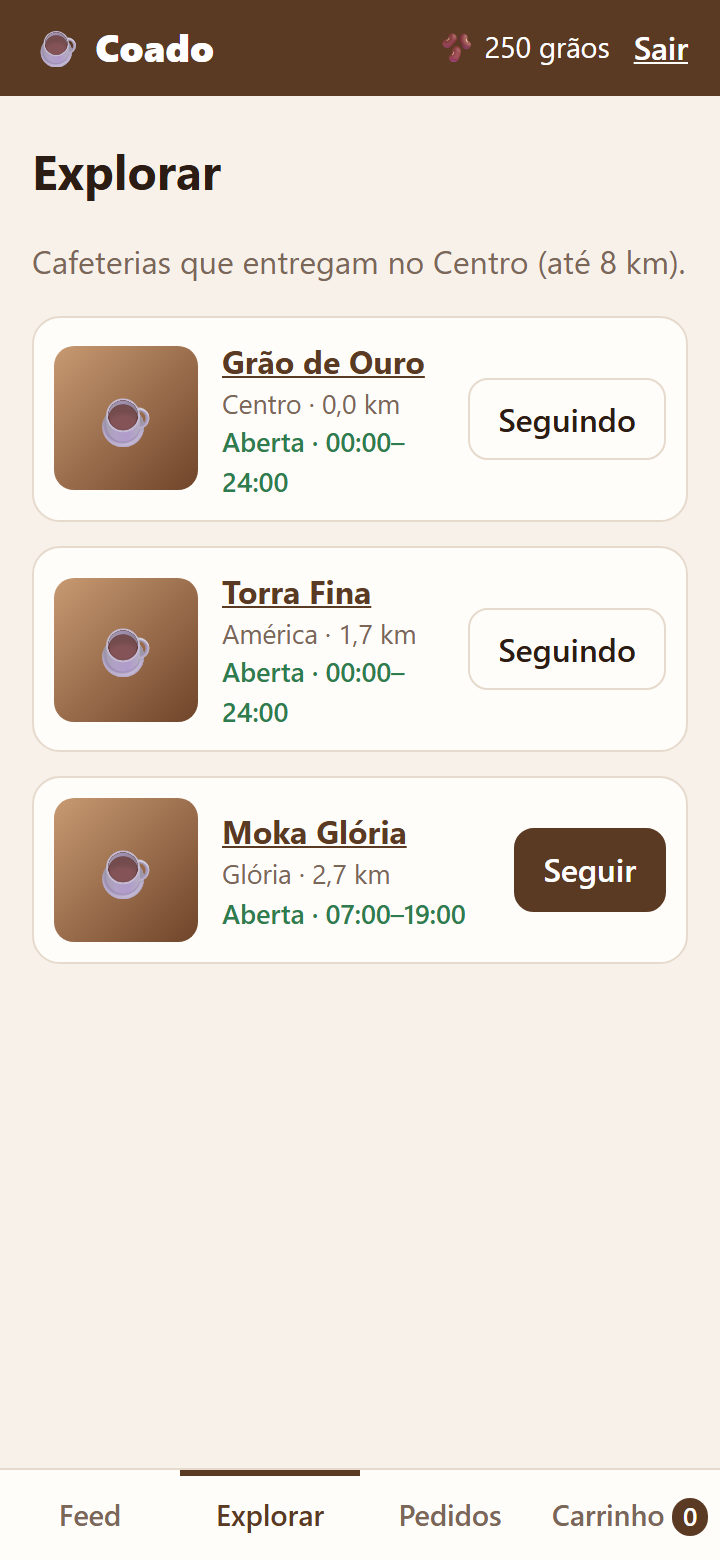 Coado
250 grãos Sair
Explorar
Cafeterias que entregam no Centro (até 8 km).
Grão de Ouro
Centro · 0,0 km
Aberta · 00:00–
24:00
Seguindo
Torra Fina
América · 1,7 km
Aberta · 00:00–
24:00
Seguindo
Moka Glória
Glória · 2,7 km
Aberta · 07:00–19:00
Seguir
Feed Explorar Pedidos Carrinho 0